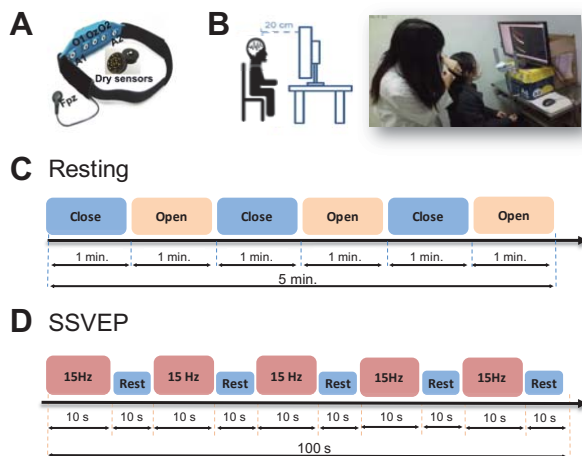 A
O1 Oz O2
A1
A2
Dry sensors
Fpz
B
20 cm
C Resting
Close Open Close Open Close Open
1 min. 1 min. 1 min. 1 min. 1 min. 1 min.
5 min.
D SSVEP
15Hz Rest 15 Hz Rest 15 Hz Rest 15Hz Rest 15Hz Rest
10 s 10 s 10 s 10 s 10 s 10 s 10 s 10 s 10 s 10 s
100 s